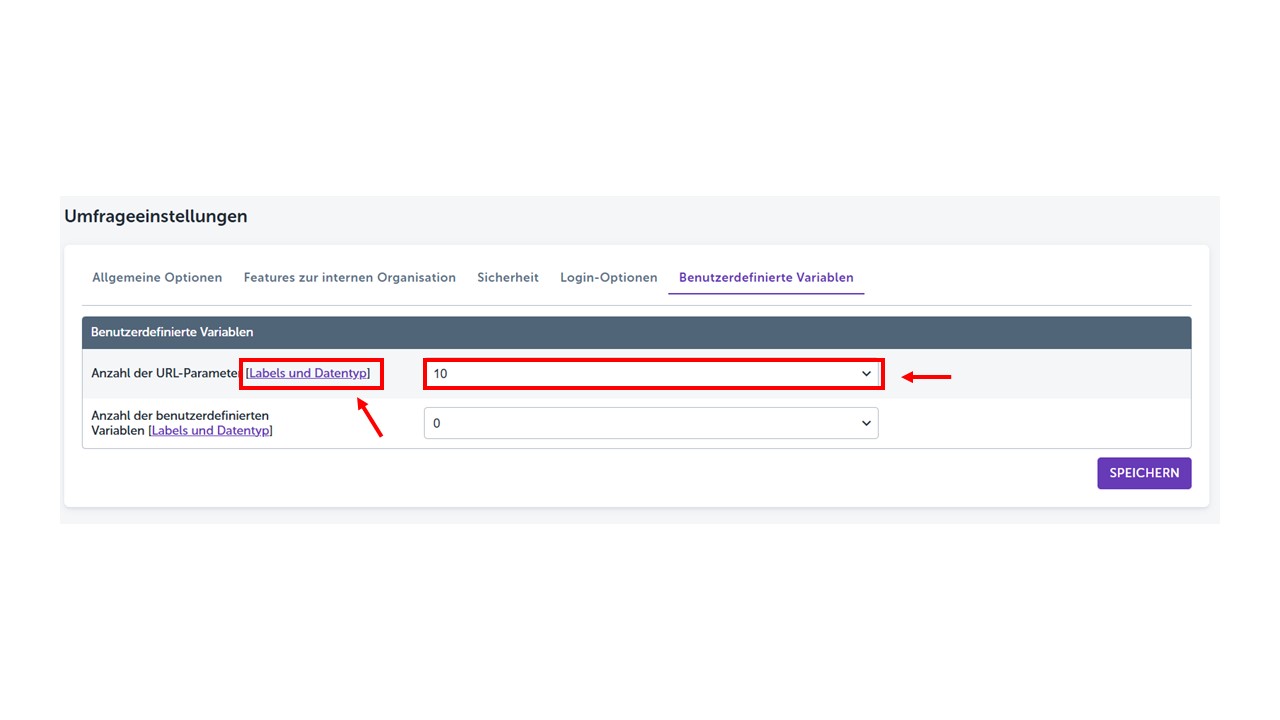 Umfrageeinstellungen
Allgemeine Optionen Features zur internen Organisation Sicherheit Login-Optionen Benutzerdefinierte Variablen
Benutzerdefinierte Variablen
Anzahl der URL-Parameter [Labels und Datentyp] 10
Anzahl der benutzerdefinierten
Variablen [Labels und Datentyp] 0
SPEICHERN